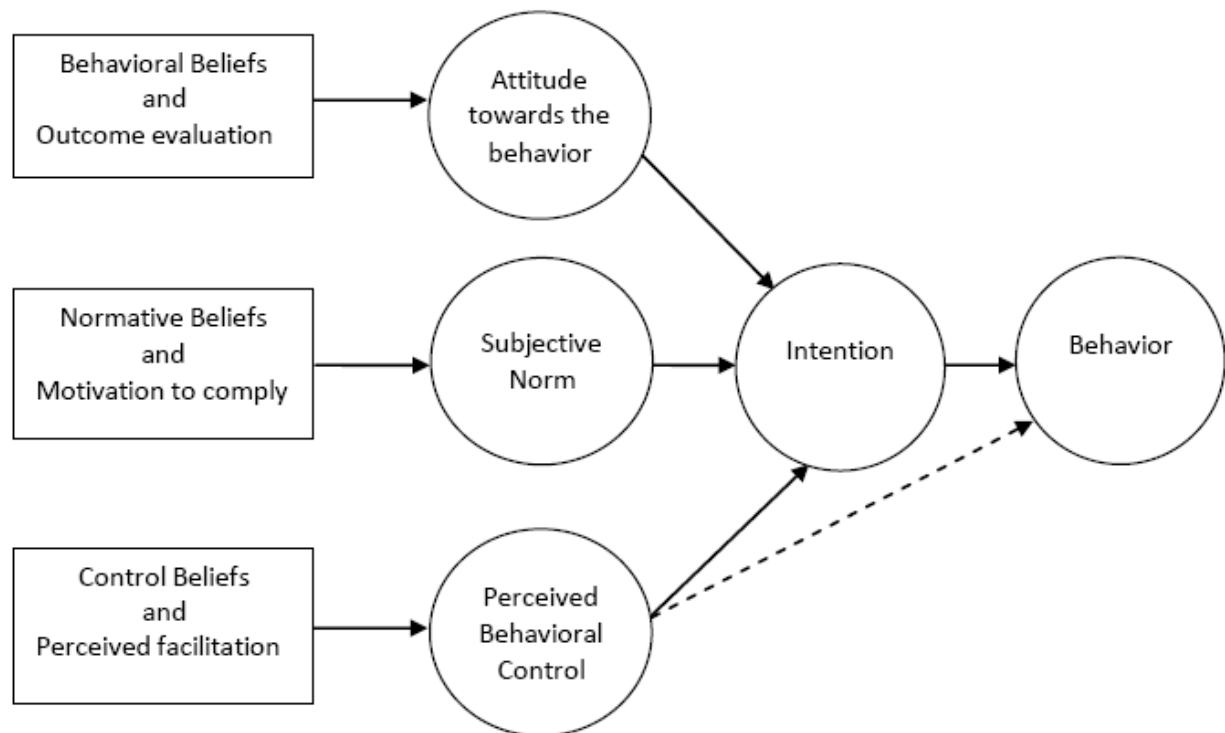 Behavioral Beliefs
and
Outcome evaluation
Attitude
towards the
behavior
Normative Beliefs
and
Motivation to comply
Subjective
Norm
Intention
Behavior
Control Beliefs
and
Perceived facilitation
Perceived
Behavioral
Control